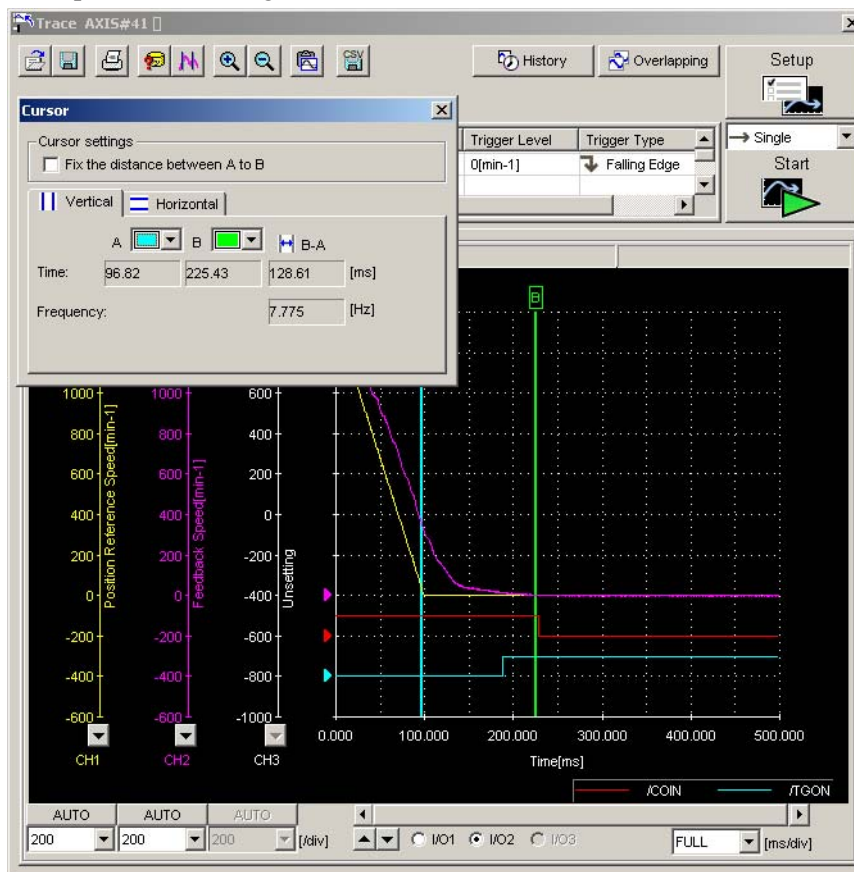 Trace AXIS#41 []
History Overlapping Setup
Cursor
Cursor settings
Fix the distance between A to B
Trigger Level Trigger Type
0[min-1] Falling Edge
Single
Start
Vertical Horizontal
A B B-A
Time: 96.82 225.43 128.61 [ms]
Frequency: 7.775 [Hz]
CSV
B
1000 1000 600
800 800 400
600 600 200
400 400 0
200 200 -200
0 0 -400
-200 -200 -600
-400 -400 -800
-600 -600 -1000
Position Reference Speed[min-1]
Feedback Speed[min-1]
Unsetting
0.000 100.000 200.000 300.000 400.000 500.000
CH1 CH2 CH3 Time[ms]
/COIN /TGON
AUTO AUTO AUTO
200 200 200 [/div] I/O1 I/O2 I/O3 FULL [ms/div]